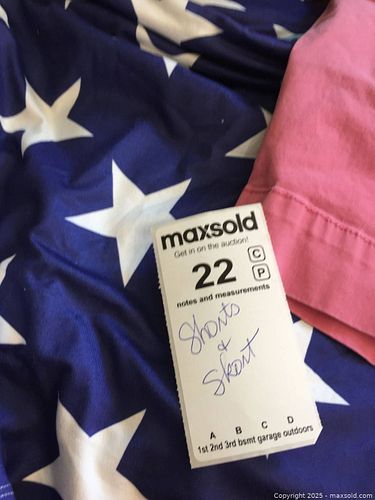 maxsold
Get in on the auction!
22
C
P
notes and measurements
Shorts
+
Skort
A B C D
1st 2nd 3rd bsmt garage outdoors
Copyright 2025 - maxsold.com